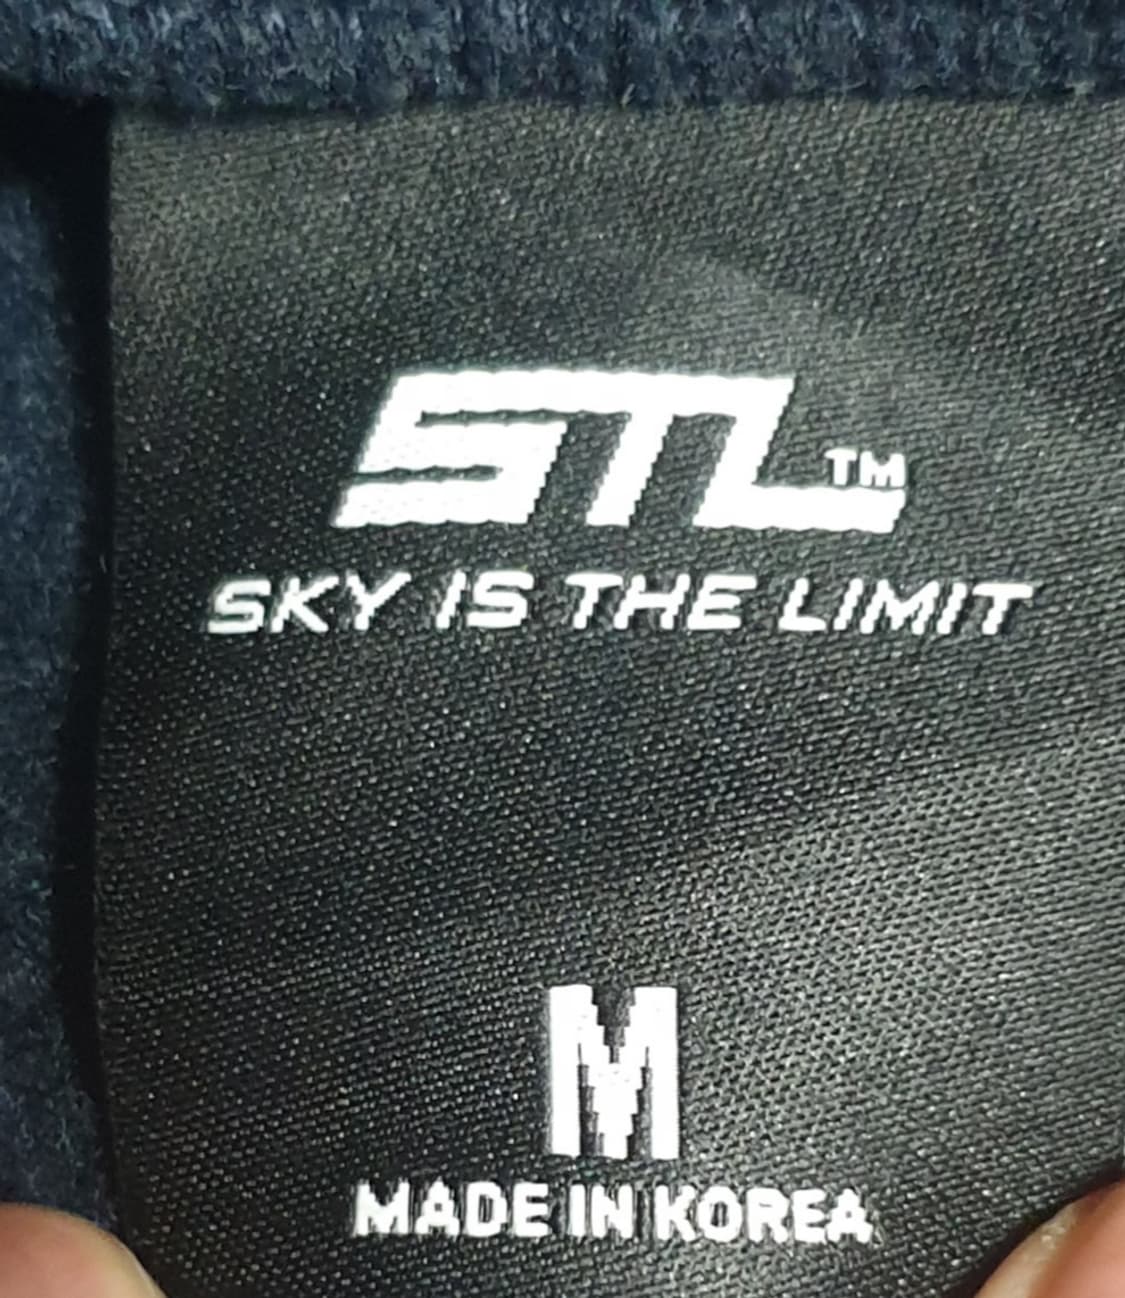 STL™
SKY IS THE LIMIT
M
MADE IN KOREA